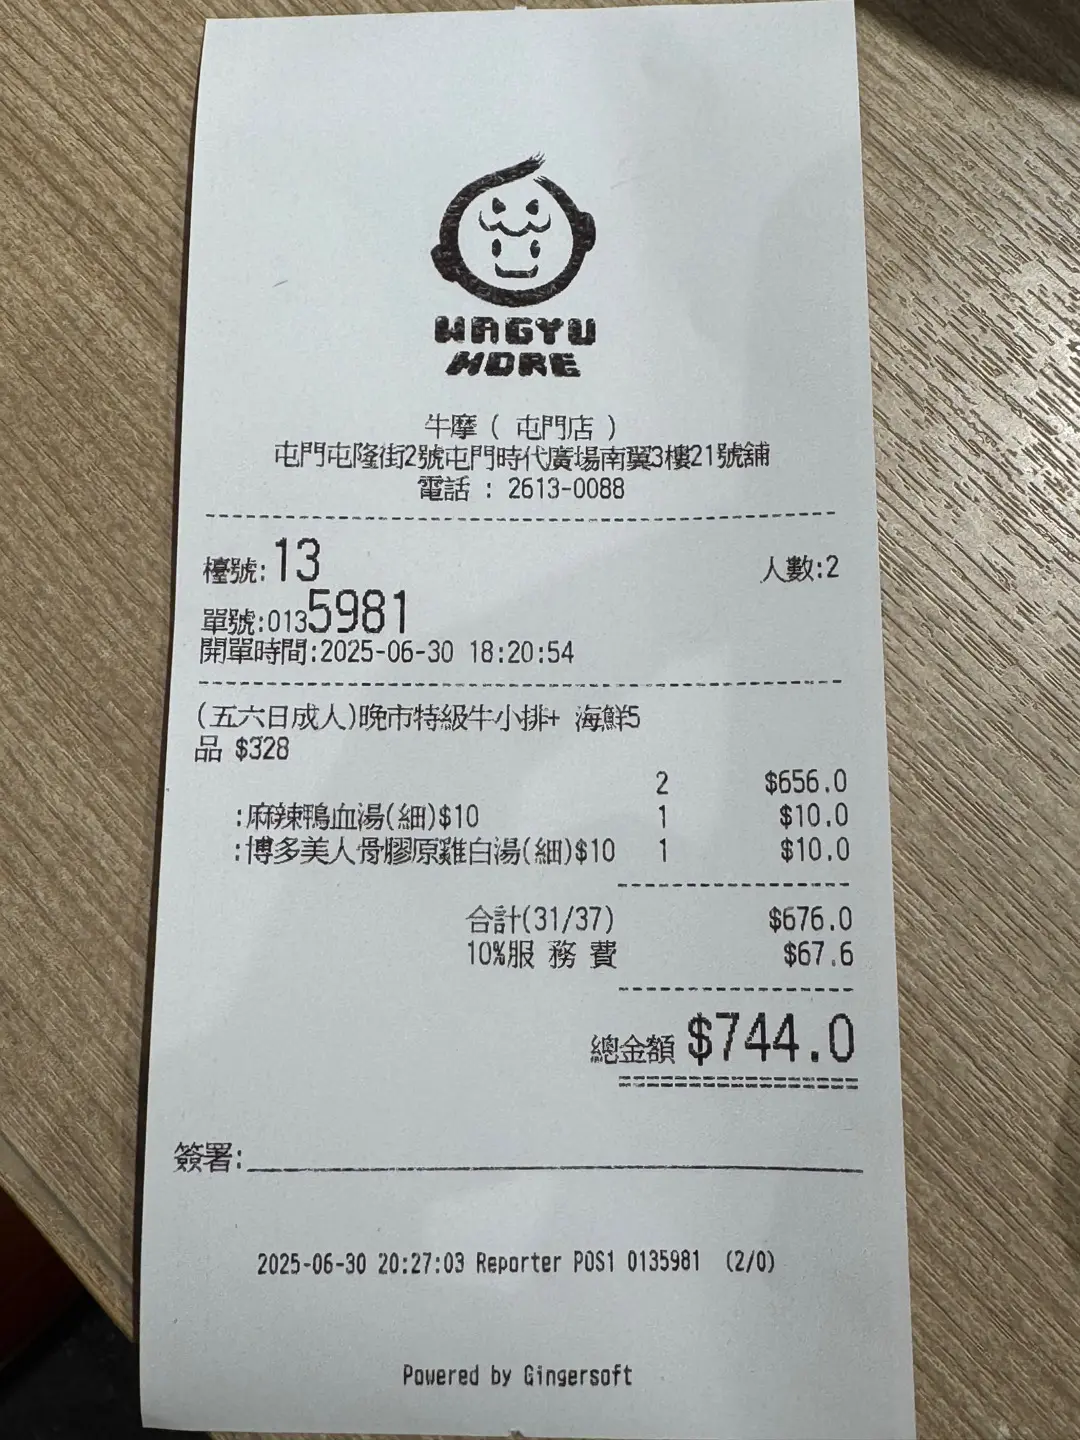 WAGYU
MORE
牛摩 ( 屯門店 )
屯門屯隆街2號屯門時代廣場南翼3樓21號舖
電話 : 2613-0088
檯號:13 人數:2
單號:0135981
開單時間:2025-06-30 18:20:54
(五六日成人)晚市特級牛小排+ 海鮮5
品 $328
2 $656.0
:麻辣鴨血湯(細)$10 1 $10.0
:博多美人骨膠原雞白湯(細)$10 1 $10.0
合計(31/37) $676.0
10%服 務 費 $67.6
總金額 $744.0
簽署:
2025-06-30 20:27:03 Reporter POS1 0135981 (2/0)
Powered by Gingersoft